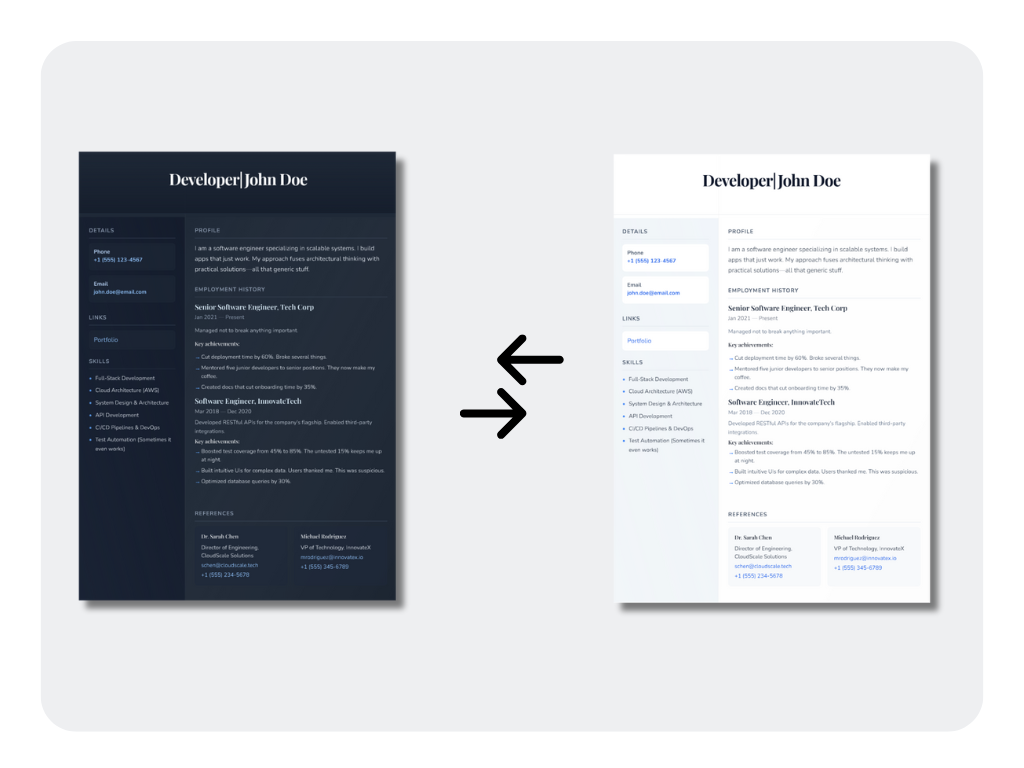 Developer|John Doe
DETAILS
Phone
+1 (555) 123-4567
Email
john.doe@email.com
LINKS
Portfolio
SKILLS
Full-Stack Development
Cloud Architecture (AWS)
System Design & Architecture
API Development
CI/CD Pipelines & DevOps
Test Automation (Sometimes it
even works)
PROFILE
I am a software engineer specializing in scalable systems. I build
apps that just work. My approach fuses architectural thinking with
practical solutions—all that generic stuff.
EMPLOYMENT HISTORY
Senior Software Engineer, Tech Corp
Jan 2021 — Present
Managed not to break anything important.
Key achievements:
– Cut deployment time by 60%. Broke several things.
– Mentored five junior developers to senior positions. They now make my
coffee.
– Created docs that cut onboarding time by 35%.
Software Engineer, InnovateTech
Mar 2018 — Dec 2020
Developed RESTful APIs for the company's flagship. Enabled third-party
integrations.
Key achievements:
– Boosted test coverage from 45% to 85%. The untested 15% keeps me up
at night.
– Built intuitive UIs for complex data. Users thanked me. This was suspicious.
– Optimized database queries by 30%.
REFERENCES
Dr. Sarah Chen
Director of Engineering,
CloudScale Solutions
schen@cloudscale.tech
+1 (555) 234-5678
Michael Rodriguez
VP of Technology, InnovateX
mrodriguez@innovatex.io
+1 (555) 345-6789
Developer|John Doe
DETAILS
Phone
+1 (555) 123-4567
Email
john.doe@email.com
LINKS
Portfolio
SKILLS
Full-Stack Development
Cloud Architecture (AWS)
System Design & Architecture
API Development
CI/CD Pipelines & DevOps
Test Automation (Sometimes it
even works)
PROFILE
I am a software engineer specializing in scalable systems. I build
apps that just work. My approach fuses architectural thinking with
practical solutions—all that generic stuff.
EMPLOYMENT HISTORY
Senior Software Engineer, Tech Corp
Jan 2021 — Present
Managed not to break anything important.
Key achievements:
– Cut deployment time by 60%. Broke several things.
– Mentored five junior developers to senior positions. They now make my
coffee.
– Created docs that cut onboarding time by 35%.
Software Engineer, InnovateTech
Mar 2018 — Dec 2020
Developed RESTful APIs for the company's flagship. Enabled third-party
integrations.
Key achievements:
– Boosted test coverage from 45% to 85%. The untested 15% keeps me up
at night.
– Built intuitive UIs for complex data. Users thanked me. This was suspicious.
– Optimized database queries by 30%.
REFERENCES
Dr. Sarah Chen
Director of Engineering,
CloudScale Solutions
schen@cloudscale.tech
+1 (555) 234-5678
Michael Rodriguez
VP of Technology, InnovateX
mrodriguez@innovatex.io
+1 (555) 345-6789